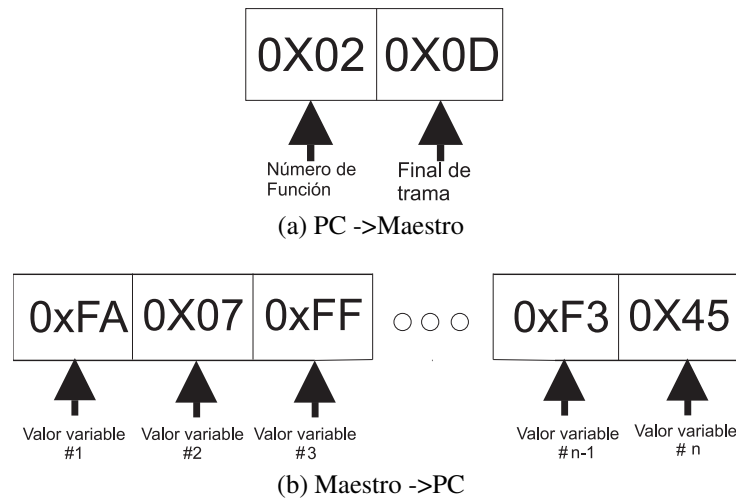 0X02 0X0D
Número de
Función
Final de
trama
(a) PC ->Maestro
0xFA 0X07 0xFF 0xF3 0X45
Valor variable
#1
Valor variable
#2
Valor variable
#3
Valor variable
# n-1
Valor variable
# n
(b) Maestro ->PC